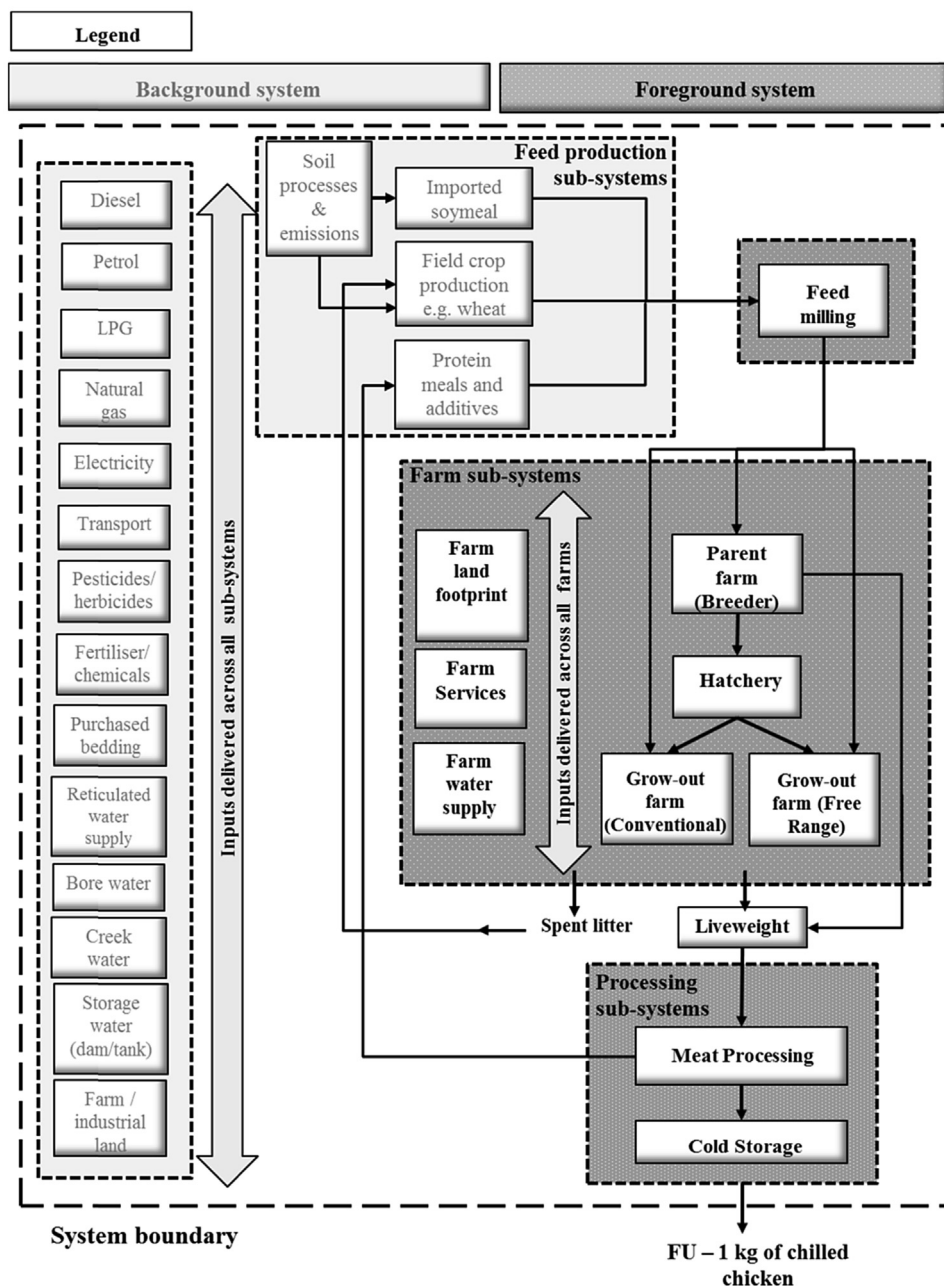 Legend
Background system
Foreground system
Diesel
Petrol
LPG
Natural
gas
Electricity
Transport
Pesticides/
herbicides
Fertiliser/
chemicals
Purchased
bedding
Reticulated
water
supply
Bore water
Creek
water
Storage
water
(dam/tank)
Farm /
industrial
land
Inputs delivered across all sub-systems
Feed production
sub-systems
Soil
processes
&
emissions
Imported
soymeal
Field crop
production
e.g. wheat
Protein
meals and
additives
Feed
milling
Farm sub-systems
Farm
land
footprint
Farm
Services
Farm
water
supply
Inputs delivered across all farms
Parent
farm
(Breeder)
Hatchery
Grow-out
farm
(Conventional)
Grow-out
farm (Free
Range)
Spent litter
Liveweight
Processing
sub-systems
Meat Processing
Cold Storage
System boundary
FU – 1 kg of chilled
chicken